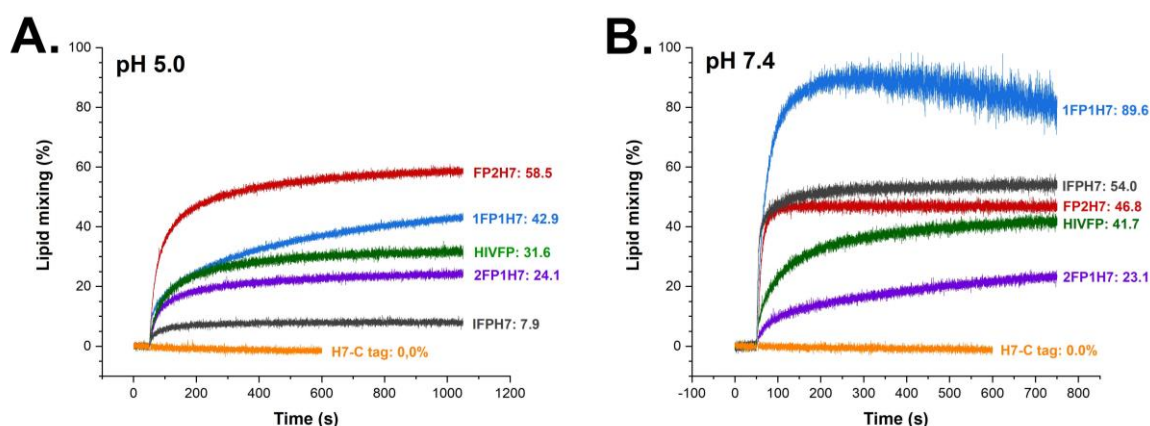 A.
pH 5.0
Lipid mixing (%)
100
80
60
40
20
0
FP2H7: 58.5
1FP1H7: 42.9
HIVFP: 31.6
2FP1H7: 24.1
IFPH7: 7.9
H7-C tag: 0,0%
0 200 400 600 800 1000 1200
Time (s)
B.
pH 7.4
Lipid mixing (%)
100
80
60
40
20
0
1FP1H7: 89.6
IFPH7: 54.0
FP2H7: 46.8
HIVFP: 41.7
2FP1H7: 23.1
H7-C tag: 0.0%
-100 0 100 200 300 400 500 600 700 800
Time (s)